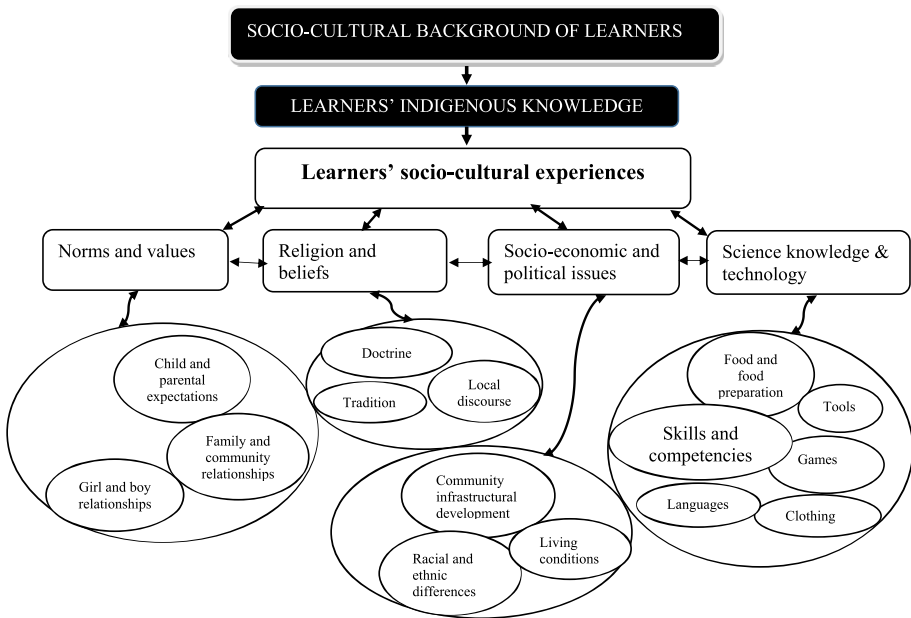 SOCIO-CULTURAL BACKGROUND OF LEARNERS
LEARNERS’ INDIGENOUS KNOWLEDGE
Learners’ socio-cultural experiences
Norms and values
Religion and
beliefs
Socio-economic and
political issues
Science knowledge &
technology
Child and
parental
expectations
Family and
community
relationships
Girl and boy
relationships
Doctrine
Tradition
Local
discourse
Community
infrastructural
development
Living
conditions
Racial and
ethnic
differences
Food and
food
preparation
Tools
Skills and
competencies
Games
Languages
Clothing